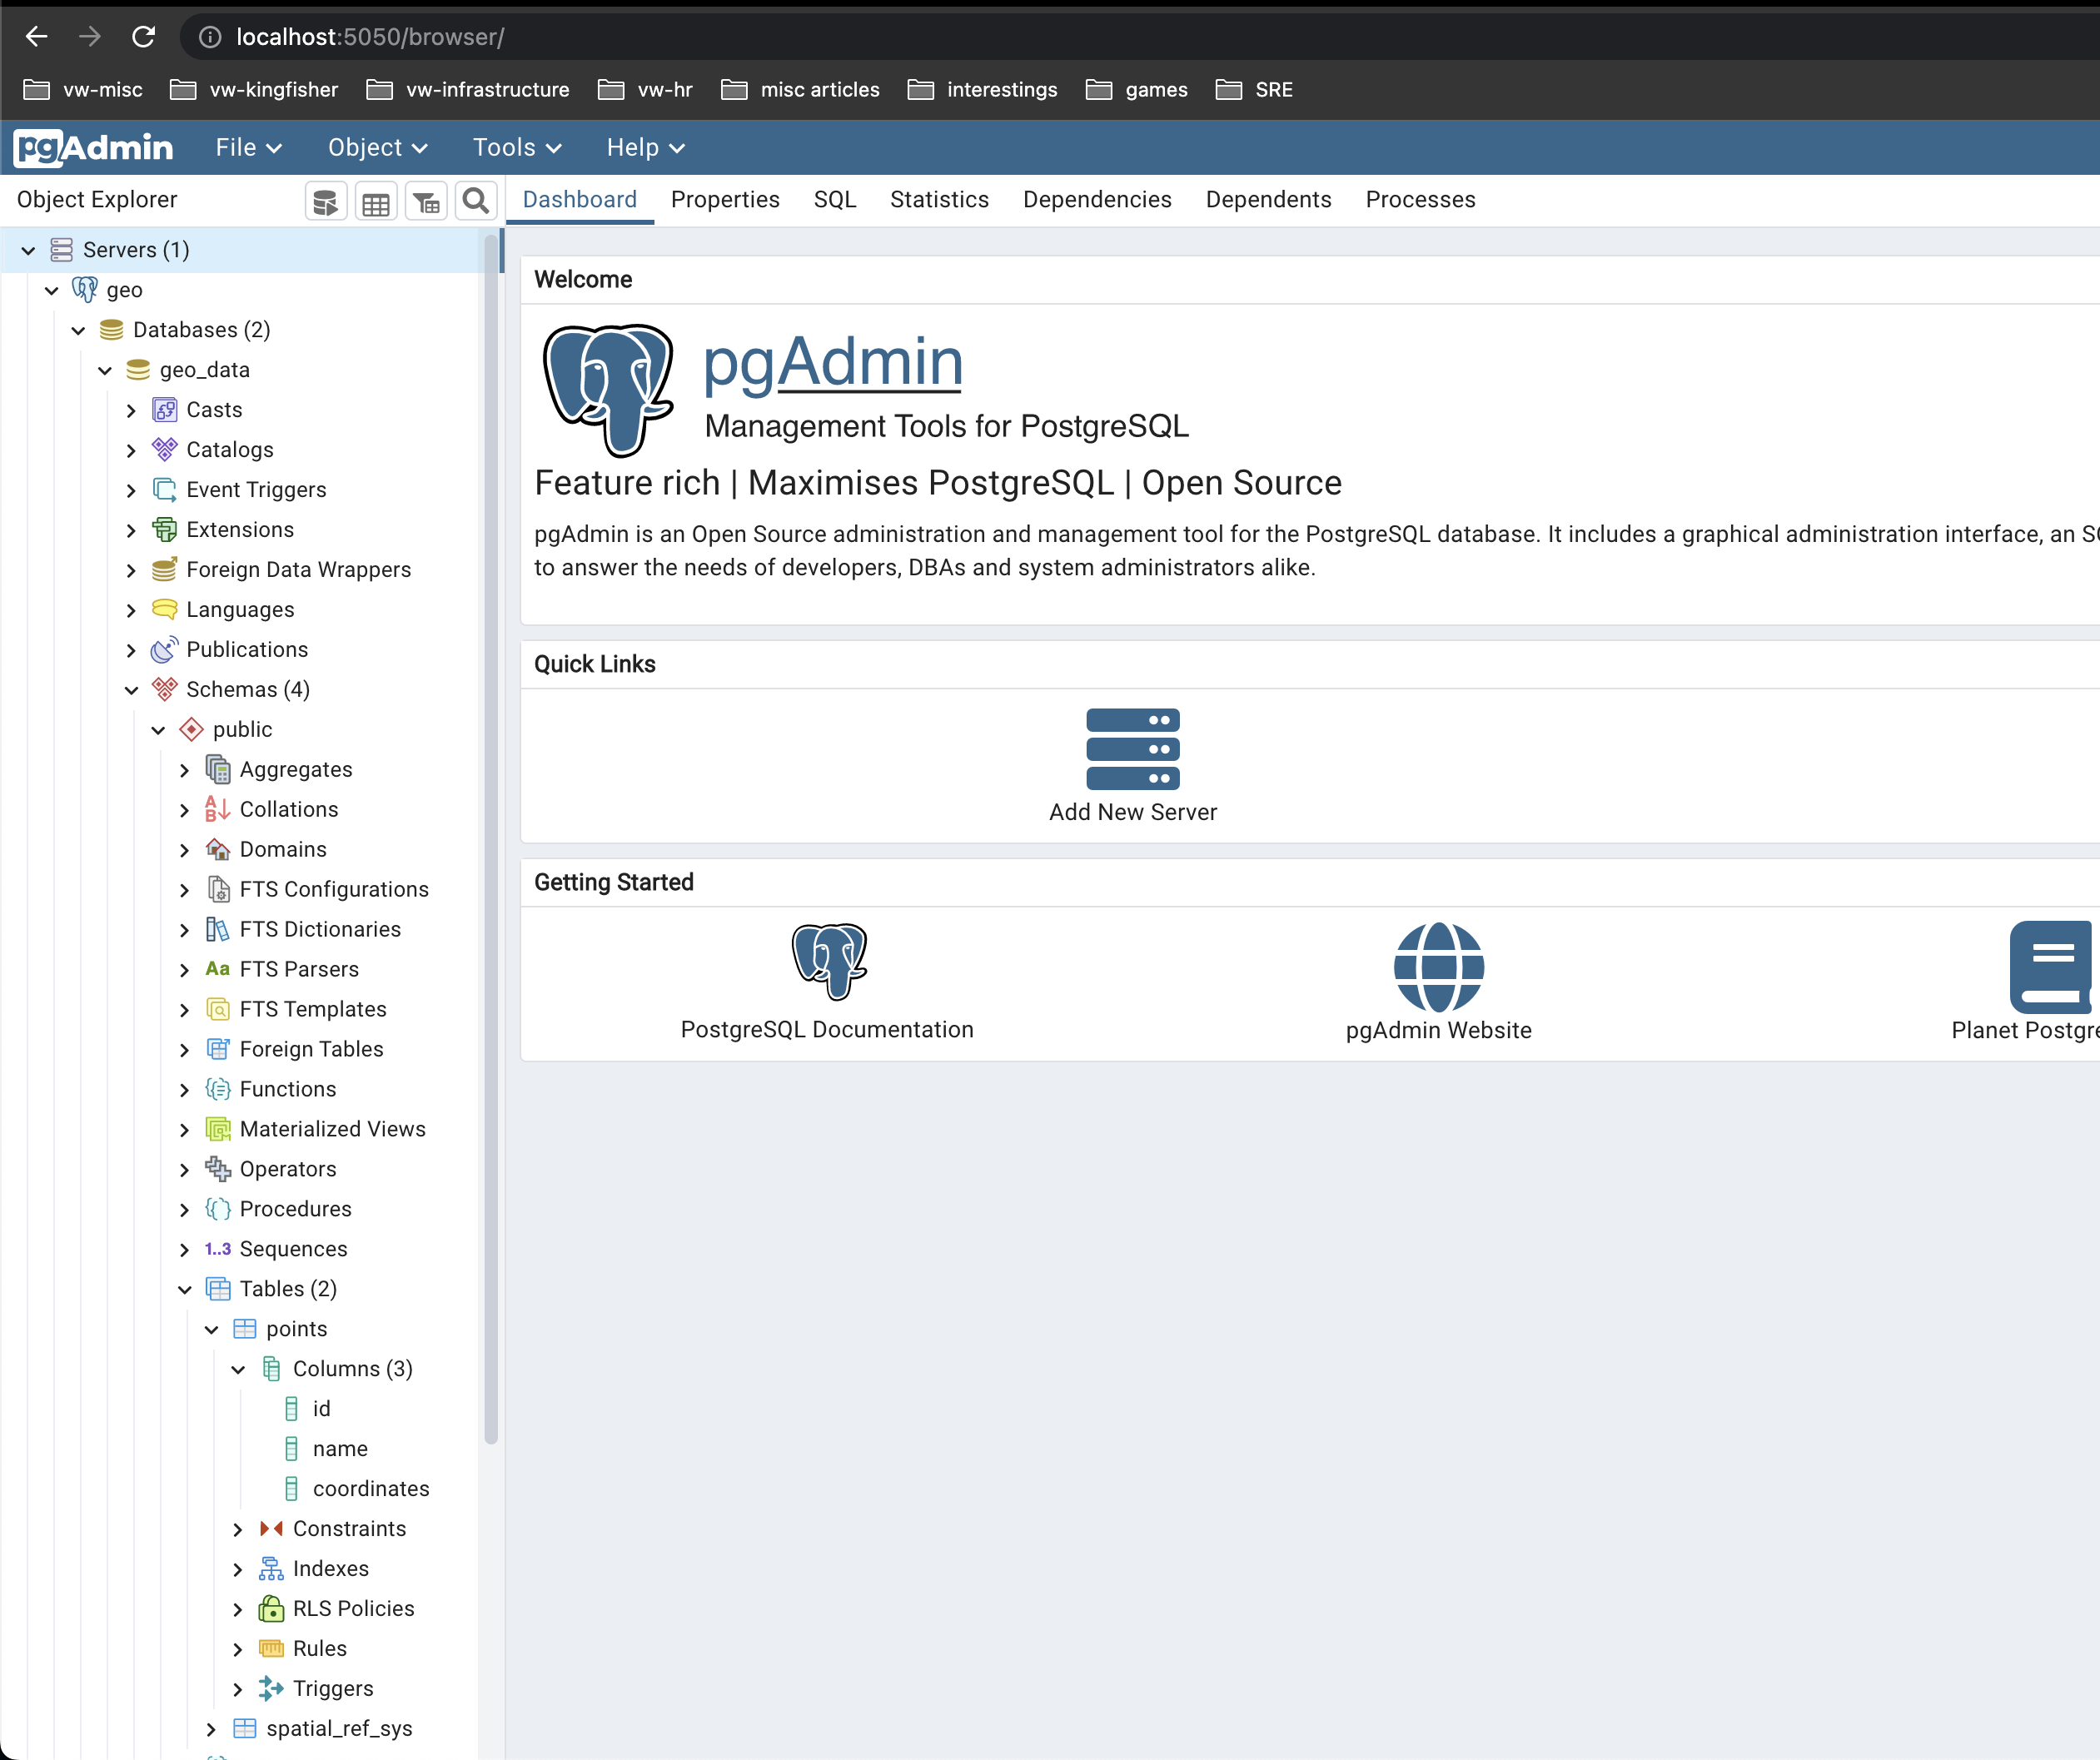 localhost:5050/browser/
vw-misc vw-kingfisher vw-infrastructure vw-hr misc articles interestings games SRE
pgAdmin File Object Tools Help
Object Explorer
Dashboard Properties SQL Statistics Dependencies Dependents Processes
Servers (1)
geo
Databases (2)
geo_data
Casts
Catalogs
Event Triggers
Extensions
Foreign Data Wrappers
Languages
Publications
Schemas (4)
public
Aggregates
Collations
Domains
FTS Configurations
FTS Dictionaries
Aa FTS Parsers
FTS Templates
Foreign Tables
Functions
Materialized Views
Operators
Procedures
1..3 Sequences
Tables (2)
points
Columns (3)
id
name
coordinates
Constraints
Indexes
RLS Policies
Rules
Triggers
spatial_ref_sys
Welcome
pgAdmin
Management Tools for PostgreSQL
Feature rich | Maximises PostgreSQL | Open Source
pgAdmin is an Open Source administration and management tool for the PostgreSQL database. It includes a graphical administration interface, an
to answer the needs of developers, DBAs and system administrators alike.
Quick Links
Add New Server
Getting Started
PostgreSQL Documentation
pgAdmin Website
Planet Postgre